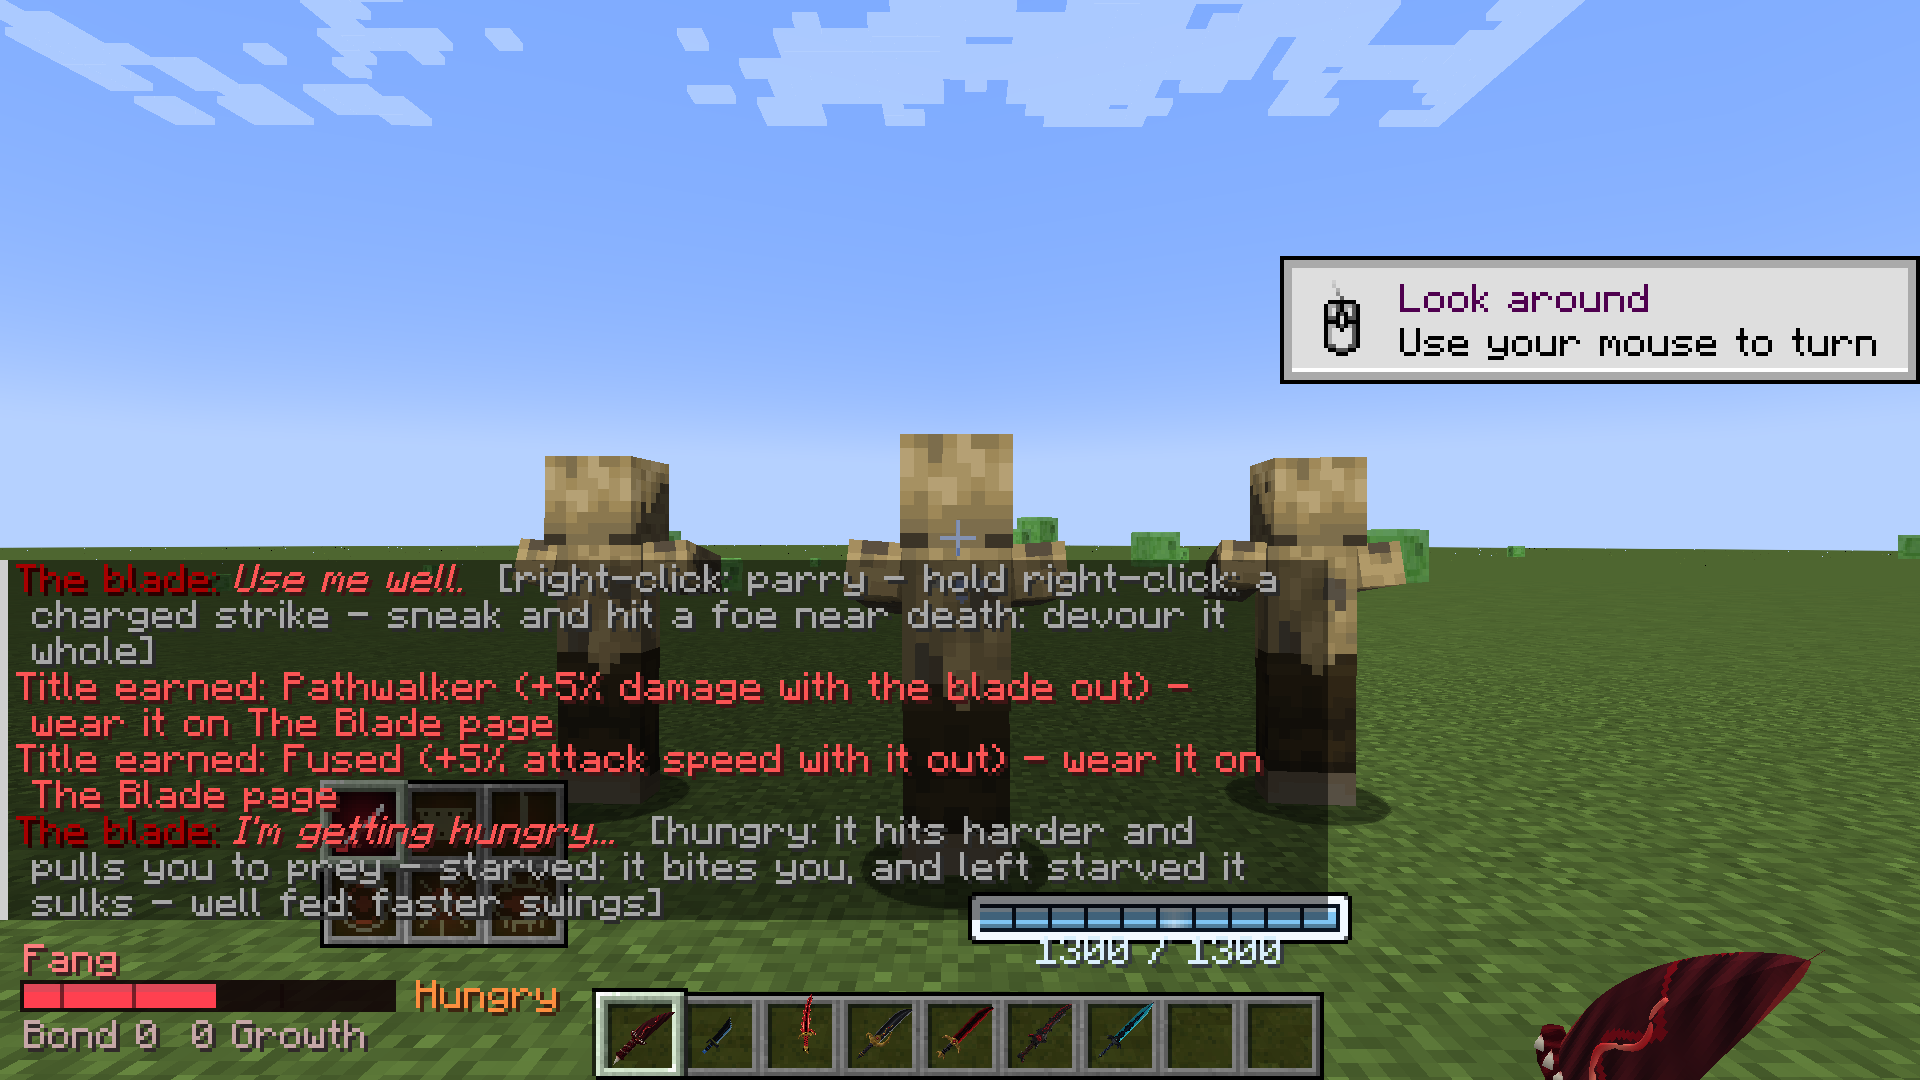 Look around
Use your mouse to turn
The blade: Use me well. [right-click: parry - hold right-click: a
charged strike - sneak and hit a foe near death: devour it
whole]
Title earned: Pathwalker (+5% damage with the blade out) -
wear it on The Blade page
Title earned: Fused (+5% attack speed with it out) - wear it on
The Blade page
The blade: I'm getting hungry... [hungry: it hits harder and
pulls you to prey - starved: it bites you, and left starved it
sulks - well fed: faster swings]
1300 / 1300
Fang
Hungry
Bond 0 0 Growth